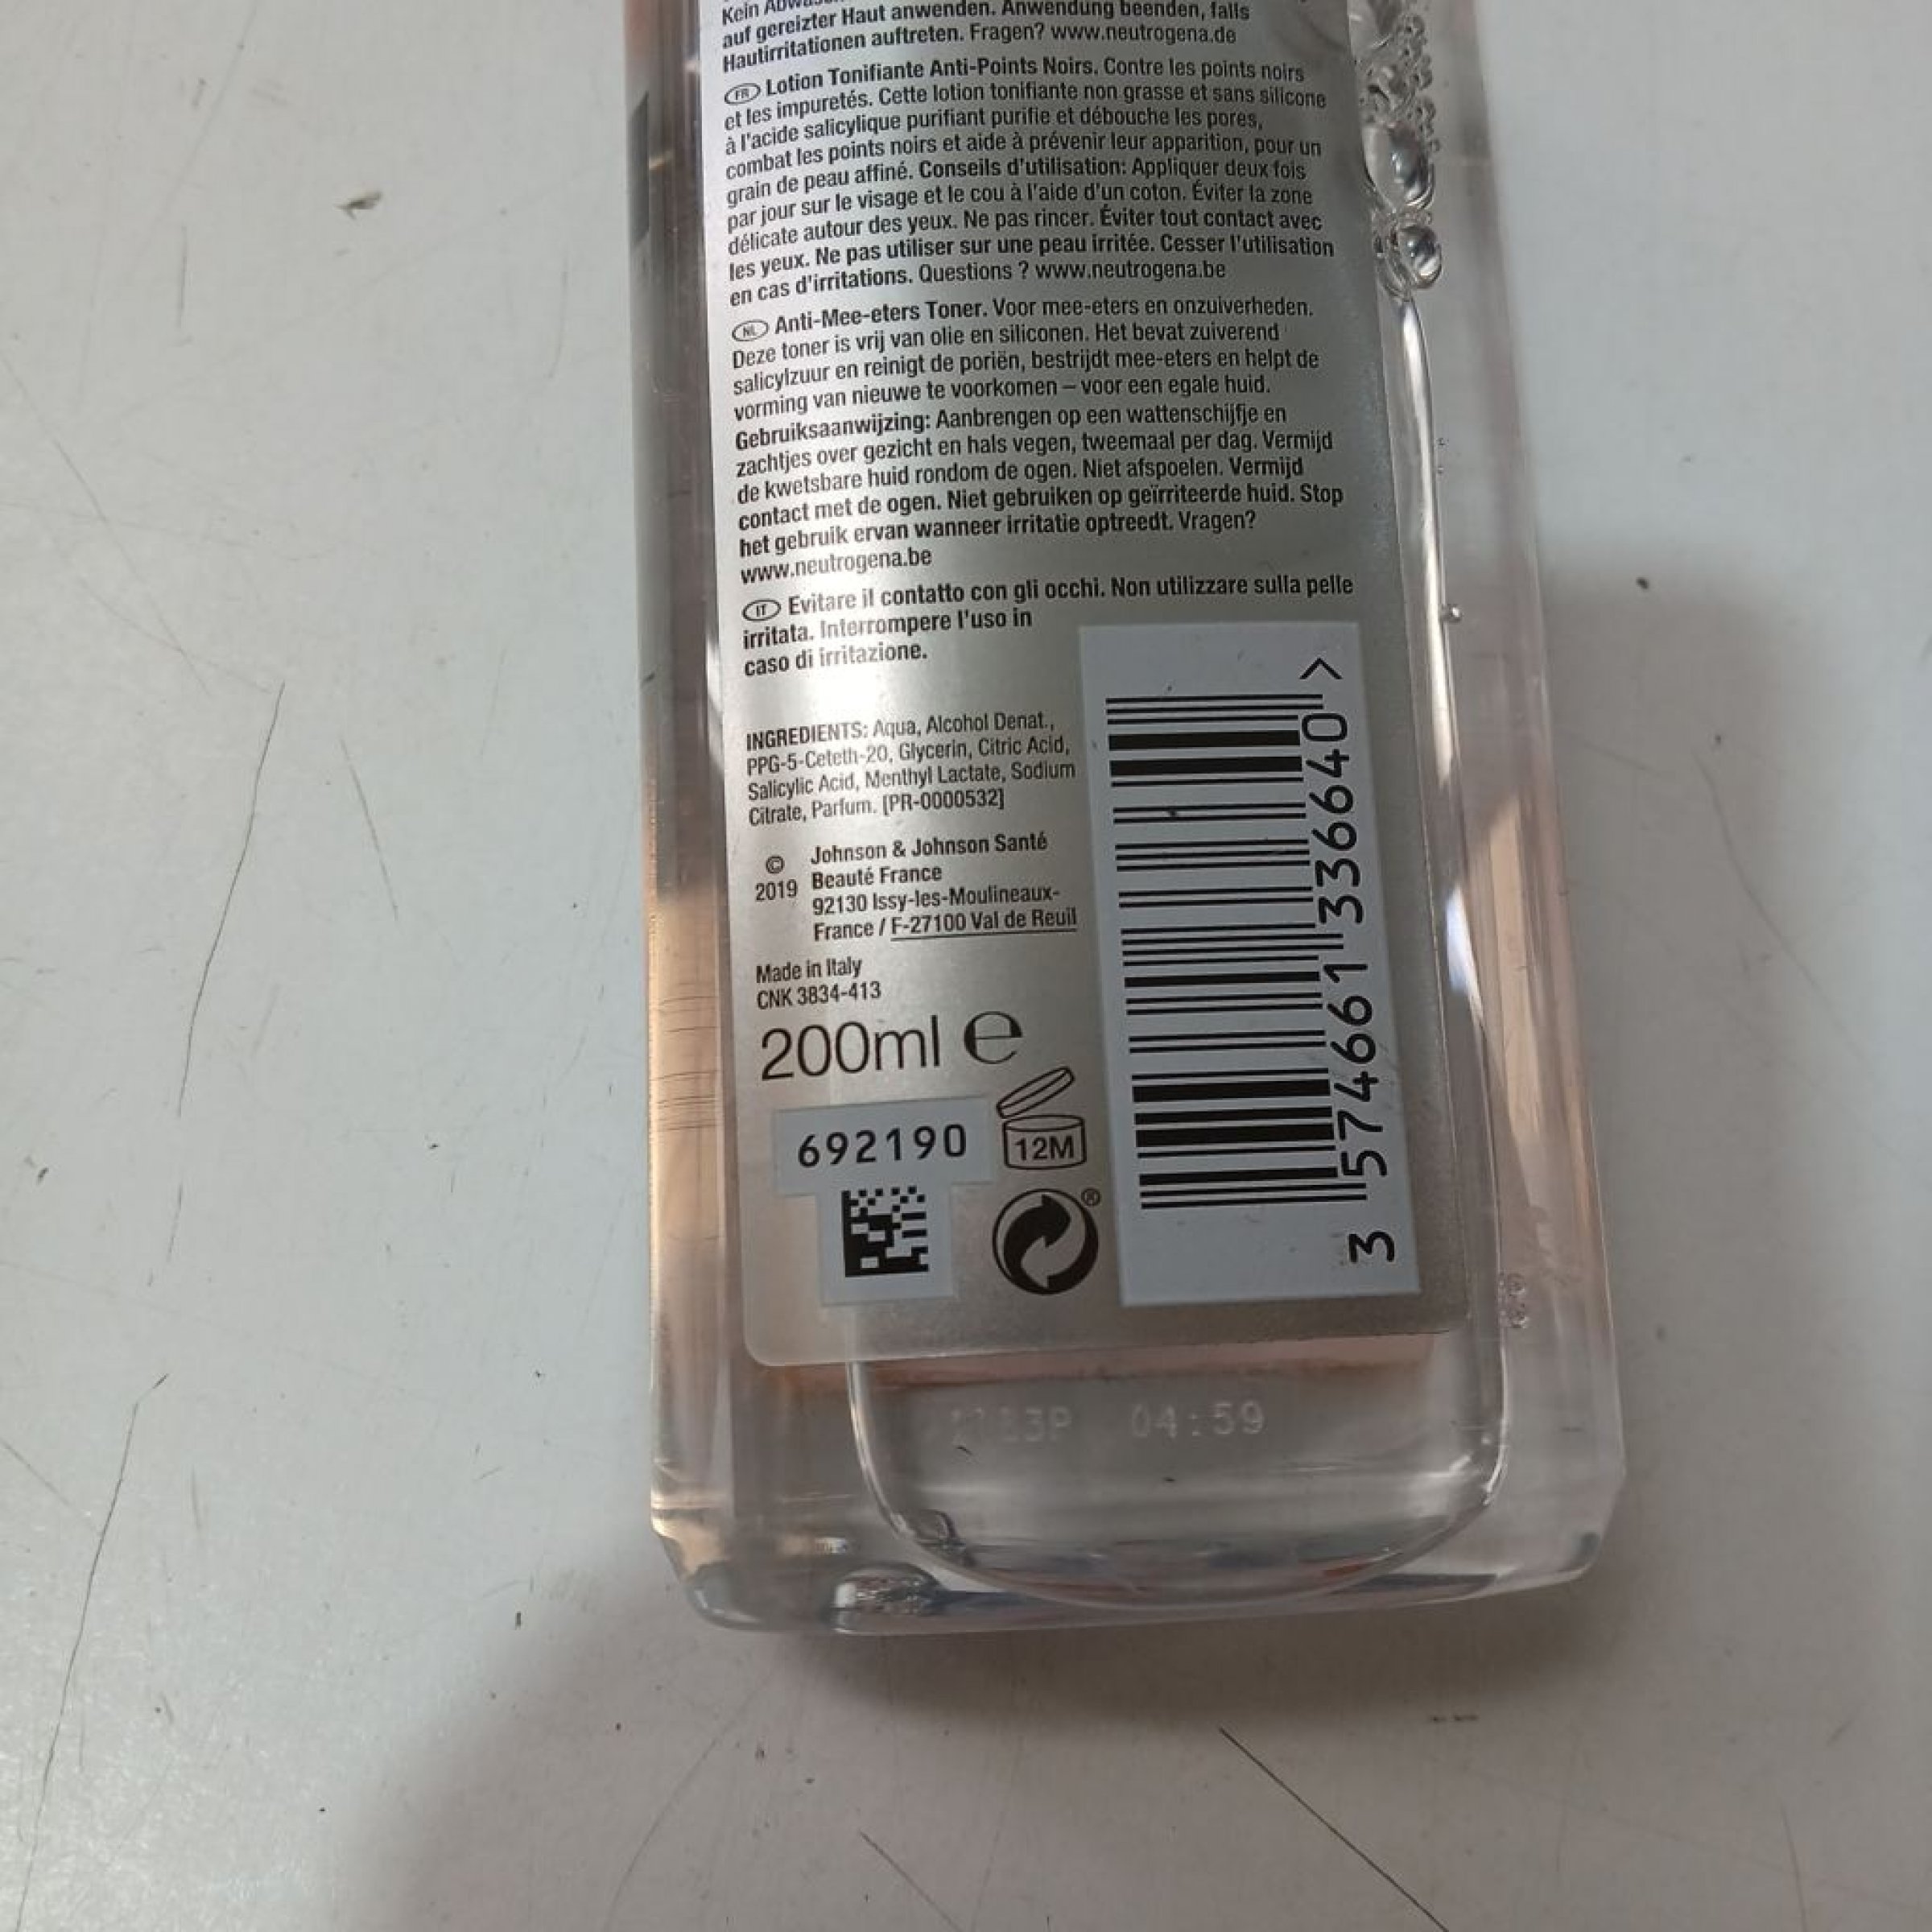 Kein
auf gereizter Haut anwenden. Anwendung beenden, falls
Hautirritationen auftreten. Fragen? www.neutrogena.de
FR Lotion Tonifiante Anti-Points Noirs. Contre les points noirs
et les impuretés. Cette lotion tonifiante non grasse et sans silicone
à l'acide salicylique purifiant purifie et débouche les pores,
combat les points noirs et aide à prévenir leur apparition, pour un
grain de peau affiné. Conseils d'utilisation: Appliquer deux fois
par jour sur le visage et le cou à l'aide d'un coton. Éviter la zone
délicate autour des yeux. Ne pas rincer. Éviter tout contact avec
les yeux. Ne pas utiliser sur une peau irritée. Cesser l'utilisation
en cas d'irritations. Questions ? www.neutrogena.be
NL Anti-Mee-eters Toner. Voor mee-eters en onzuiverheden.
Deze toner is vrij van olie en siliconen. Het bevat zuiverend
salicylzuur en reinigt de poriën, bestrijdt mee-eters en helpt de
vorming van nieuwe te voorkomen – voor een egale huid.
Gebruiksaanwijzing: Aanbrengen op een wattenschijfje en
zachtjes over gezicht en hals vegen, tweemaal per dag. Vermijd
de kwetsbare huid rondom de ogen. Niet afspoelen. Vermijd
contact met de ogen. Niet gebruiken op geïrriteerde huid. Stop
het gebruik ervan wanneer irritatie optreedt. Vragen?
www.neutrogena.be
IT Evitare il contatto con gli occhi. Non utilizzare sulla pelle
irritata. Interrompere l'uso in
caso di irritazione.
INGREDIENTS: Aqua, Alcohol Denat.,
PPG-5-Ceteth-20, Glycerin, Citric Acid,
Salicylic Acid, Menthyl Lactate, Sodium
Citrate, Parfum. [PR-0000532]
© 2019
Johnson & Johnson Santé
Beauté France
92130 Issy-les-Moulineaux-
France / F-27100 Val de Reuil
Made in Italy
CNK 3834-413
200ml e
692190
12M
®
3 574661 336640 >
04:59